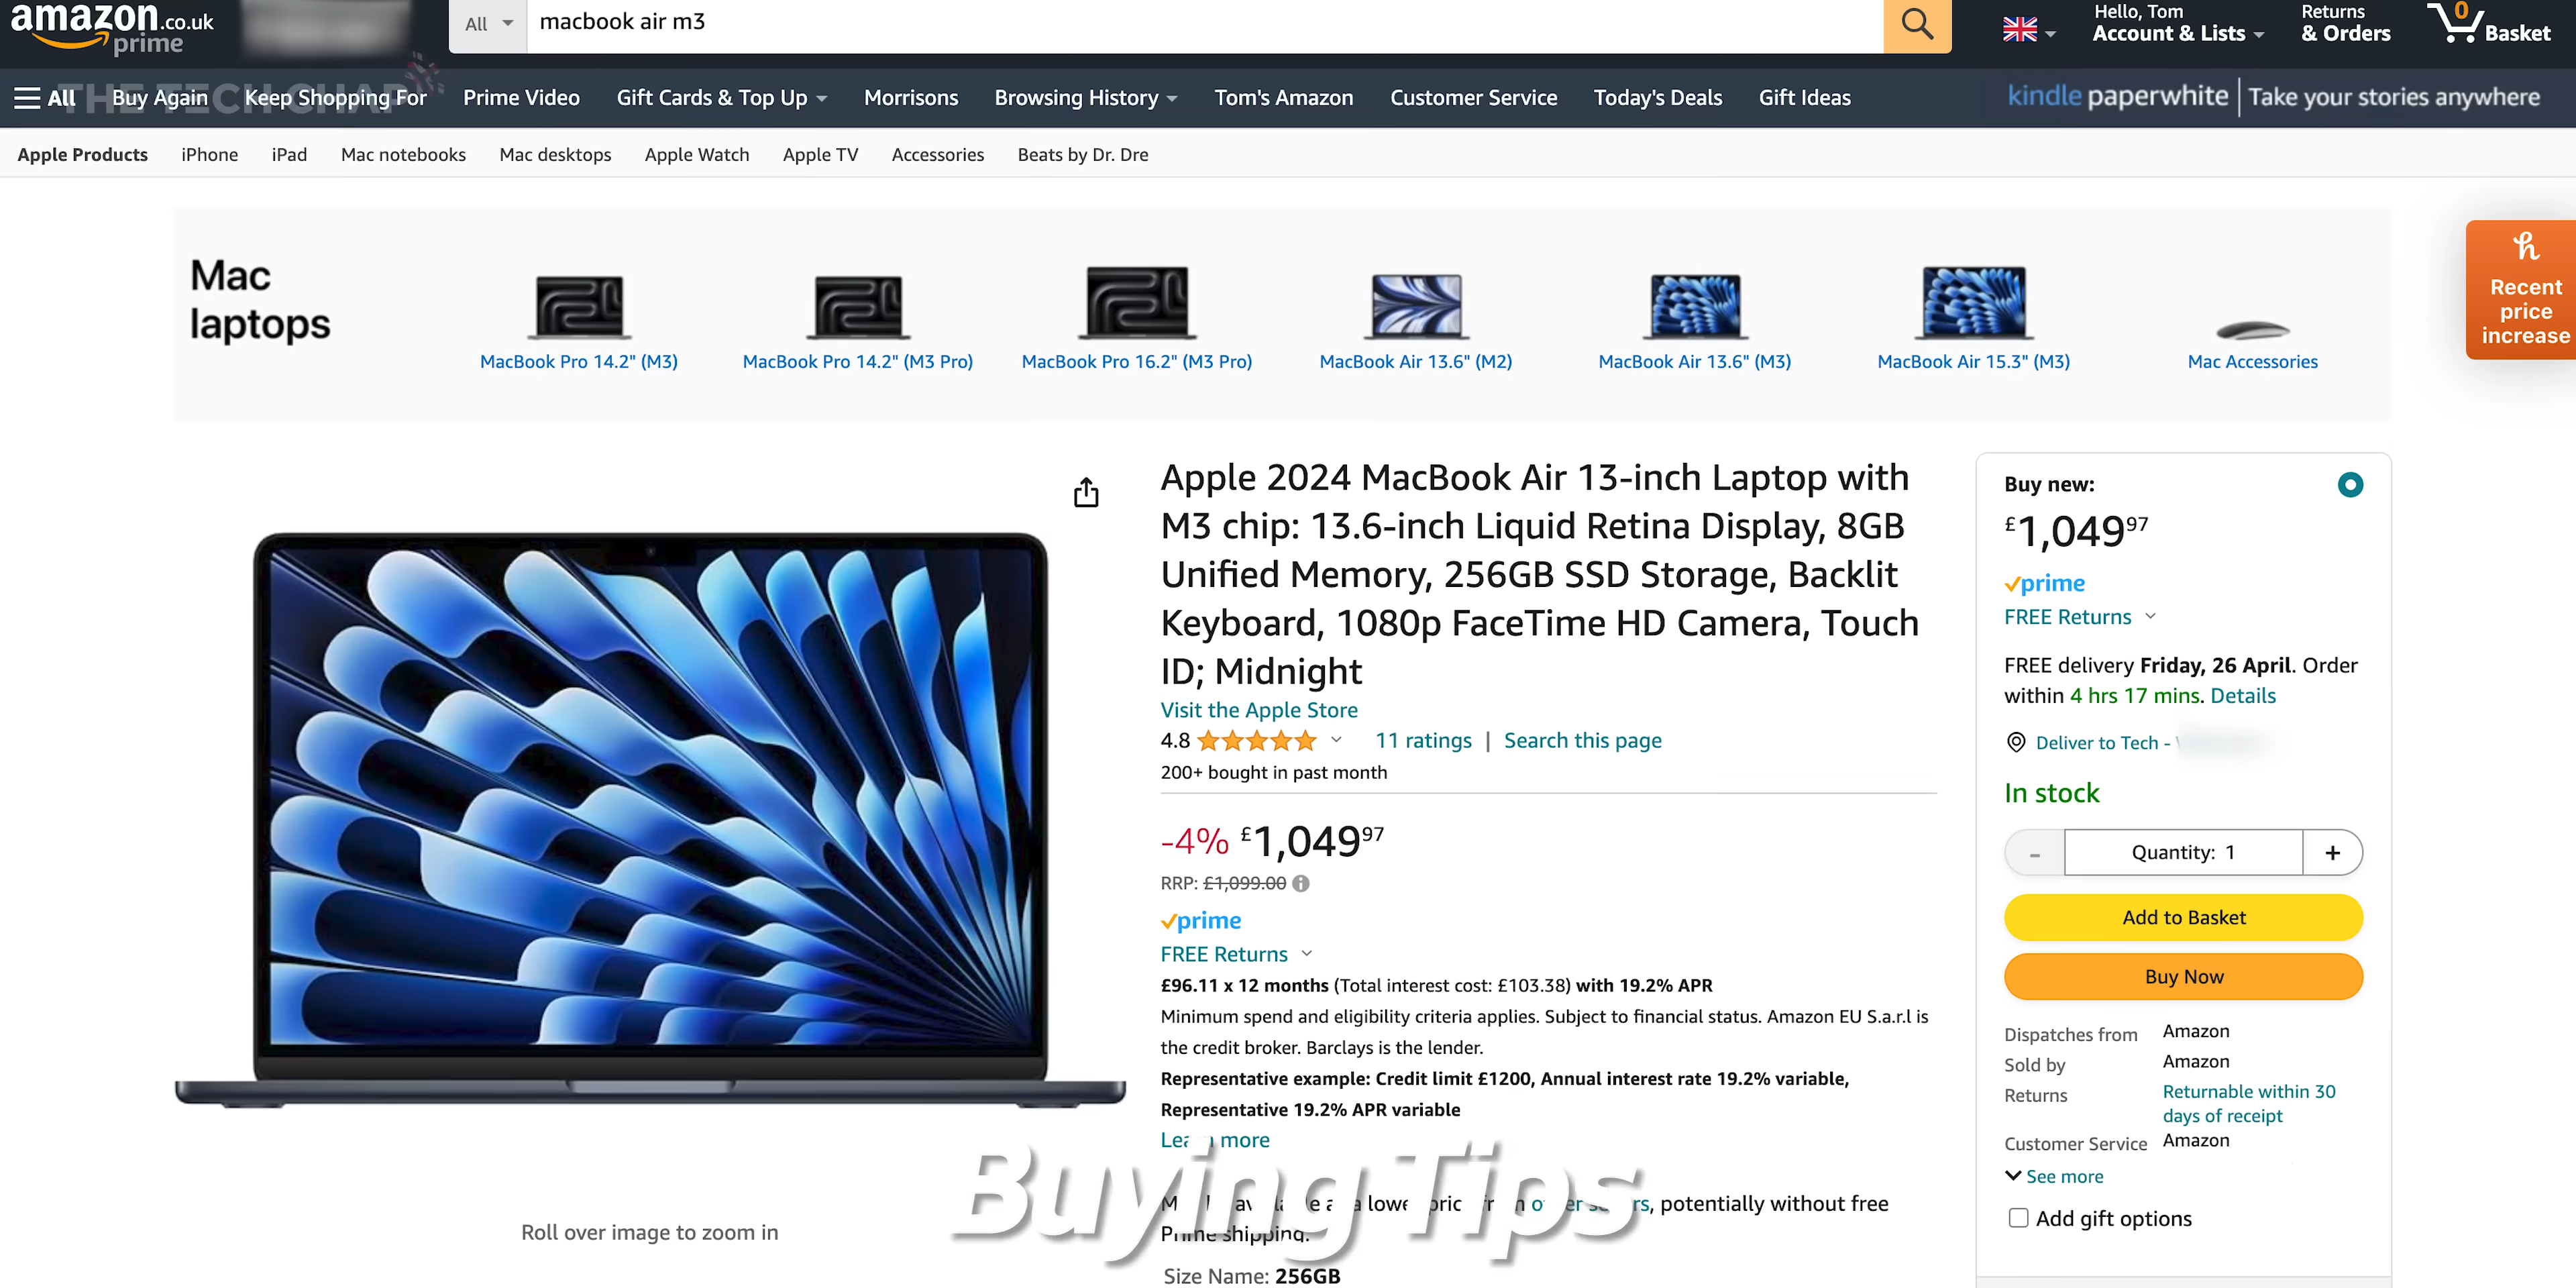 amazon.co.uk
prime
All
macbook air m3
Hello, Tom
Account & Lists
Returns
& Orders
0
Basket
THE TECH CHAP
All Buy Again Keep Shopping For Prime Video Gift Cards & Top Up Morrisons Browsing History Tom's Amazon Customer Service Today's Deals Gift Ideas
kindle paperwhite | Take your stories anywhere
Apple Products iPhone iPad Mac notebooks Mac desktops Apple Watch Apple TV Accessories Beats by Dr. Dre
Mac
laptops
MacBook Pro 14.2" (M3) MacBook Pro 14.2" (M3 Pro) MacBook Pro 16.2" (M3 Pro) MacBook Air 13.6" (M2) MacBook Air 13.6" (M3) MacBook Air 15.3" (M3) Mac Accessories
h
Recent
price
increase
Apple 2024 MacBook Air 13-inch Laptop with
M3 chip: 13.6-inch Liquid Retina Display, 8GB
Unified Memory, 256GB SSD Storage, Backlit
Keyboard, 1080p FaceTime HD Camera, Touch
ID; Midnight
Visit the Apple Store
4.8 11 ratings | Search this page
200+ bought in past month
-4% £1,04997
RRP: £1,099.00
prime
FREE Returns
£96.11 x 12 months (Total interest cost: £103.38) with 19.2% APR
Minimum spend and eligibility criteria applies. Subject to financial status. Amazon EU S.a.r.l is
the credit broker. Barclays is the lender.
Representative example: Credit limit £1200, Annual interest rate 19.2% variable,
Representative 19.2% APR variable
Learn more
lower price from other sellers, potentially without free
Prime shipping.
Size Name: 256GB
Roll over image to zoom in
Buying Tips
Buy new:
£1,04997
prime
FREE Returns
FREE delivery Friday, 26 April. Order
within 4 hrs 17 mins. Details
Deliver to Tech -
In stock
- Quantity: 1 +
Add to Basket
Buy Now
Dispatches from Amazon
Sold by Amazon
Returns Returnable within 30
days of receipt
Customer Service Amazon
See more
Add gift options